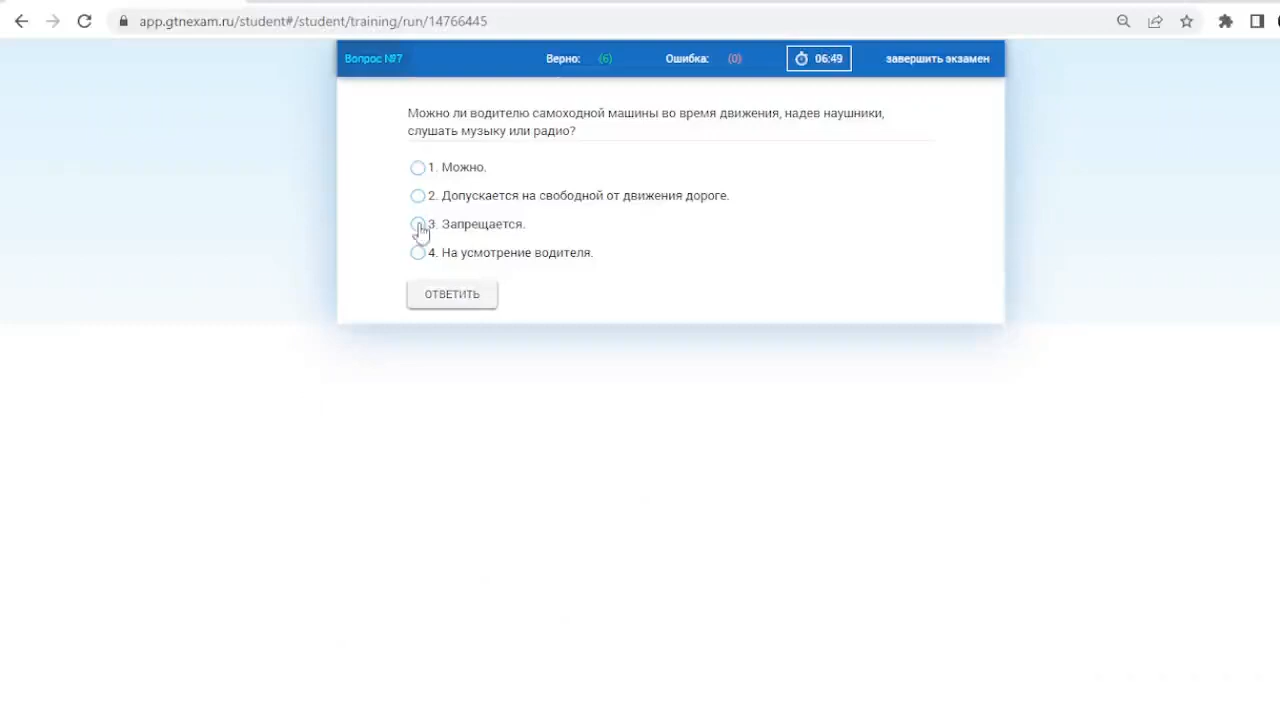 app.gtnexam.ru/student#/student/training/run/14766445
Вопрос №7 Верно: (6) Ошибка: (0) 06:49 завершить экзамен
Можно ли водителю самоходной машины во время движения, надев наушники,
слушать музыку или радио?
1. Можно.
2. Допускается на свободной от движения дороге.
3. Запрещается.
4. На усмотрение водителя.
ОТВЕТИТЬ